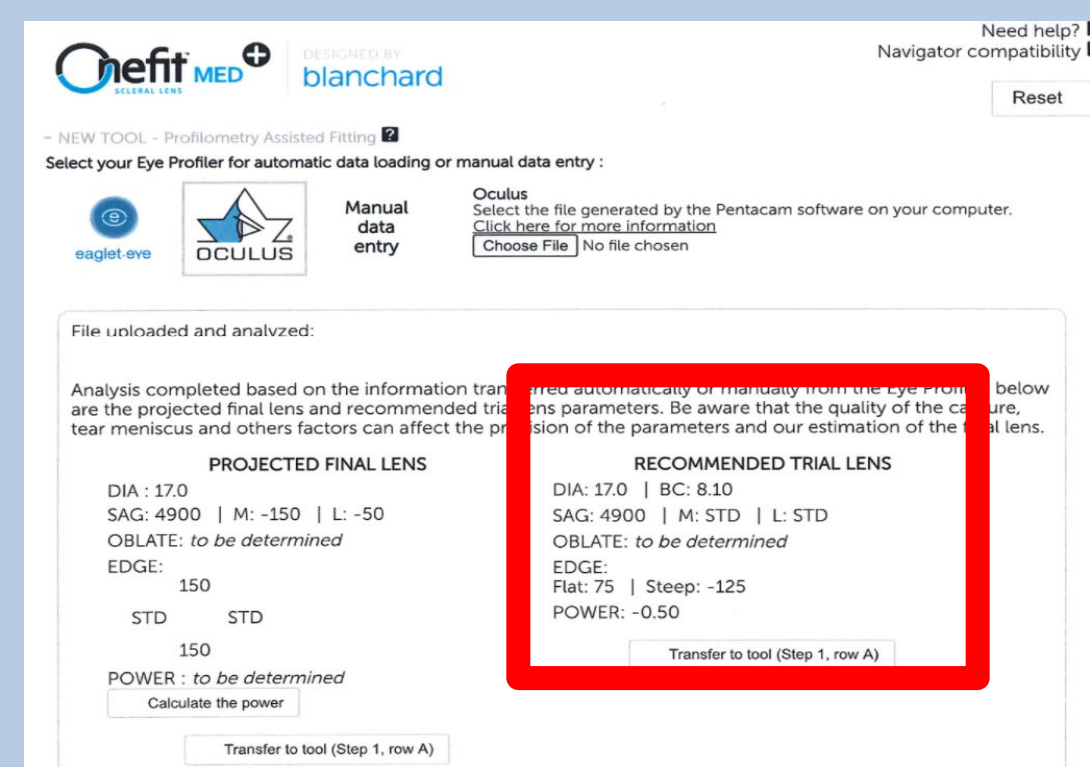 Onefit MED+
SCLERAL LENS
DESIGNED BY
blanchard
Need help?
Navigator compatibility
Reset
- NEW TOOL - Profilometry Assisted Fitting ?
Select your Eye Profiler for automatic data loading or manual data entry :
eaglet-eye
OCULUS
Manual
data
entry
Oculus
Select the file generated by the Pentacam software on your computer.
Click here for more information
Choose File No file chosen
File uploaded and analyzed:
Analysis completed based on the information transferred automatically or manually from the Eye below
are the projected final lens and recommended trial lens parameters. Be aware that the quality of the capture,
tear meniscus and others factors can affect the precision of the parameters and our estimation of the final lens.
PROJECTED FINAL LENS
DIA : 17.0
SAG: 4900 | M: -150 | L: -50
OBLATE: to be determined
EDGE:
150
STD STD
150
POWER : to be determined
Calculate the power
Transfer to tool (Step 1, row A)
RECOMMENDED TRIAL LENS
DIA: 17.0 | BC: 8.10
SAG: 4900 | M: STD | L: STD
OBLATE: to be determined
EDGE:
Flat: 75 | Steep: -125
POWER: -0.50
Transfer to tool (Step 1, row A)